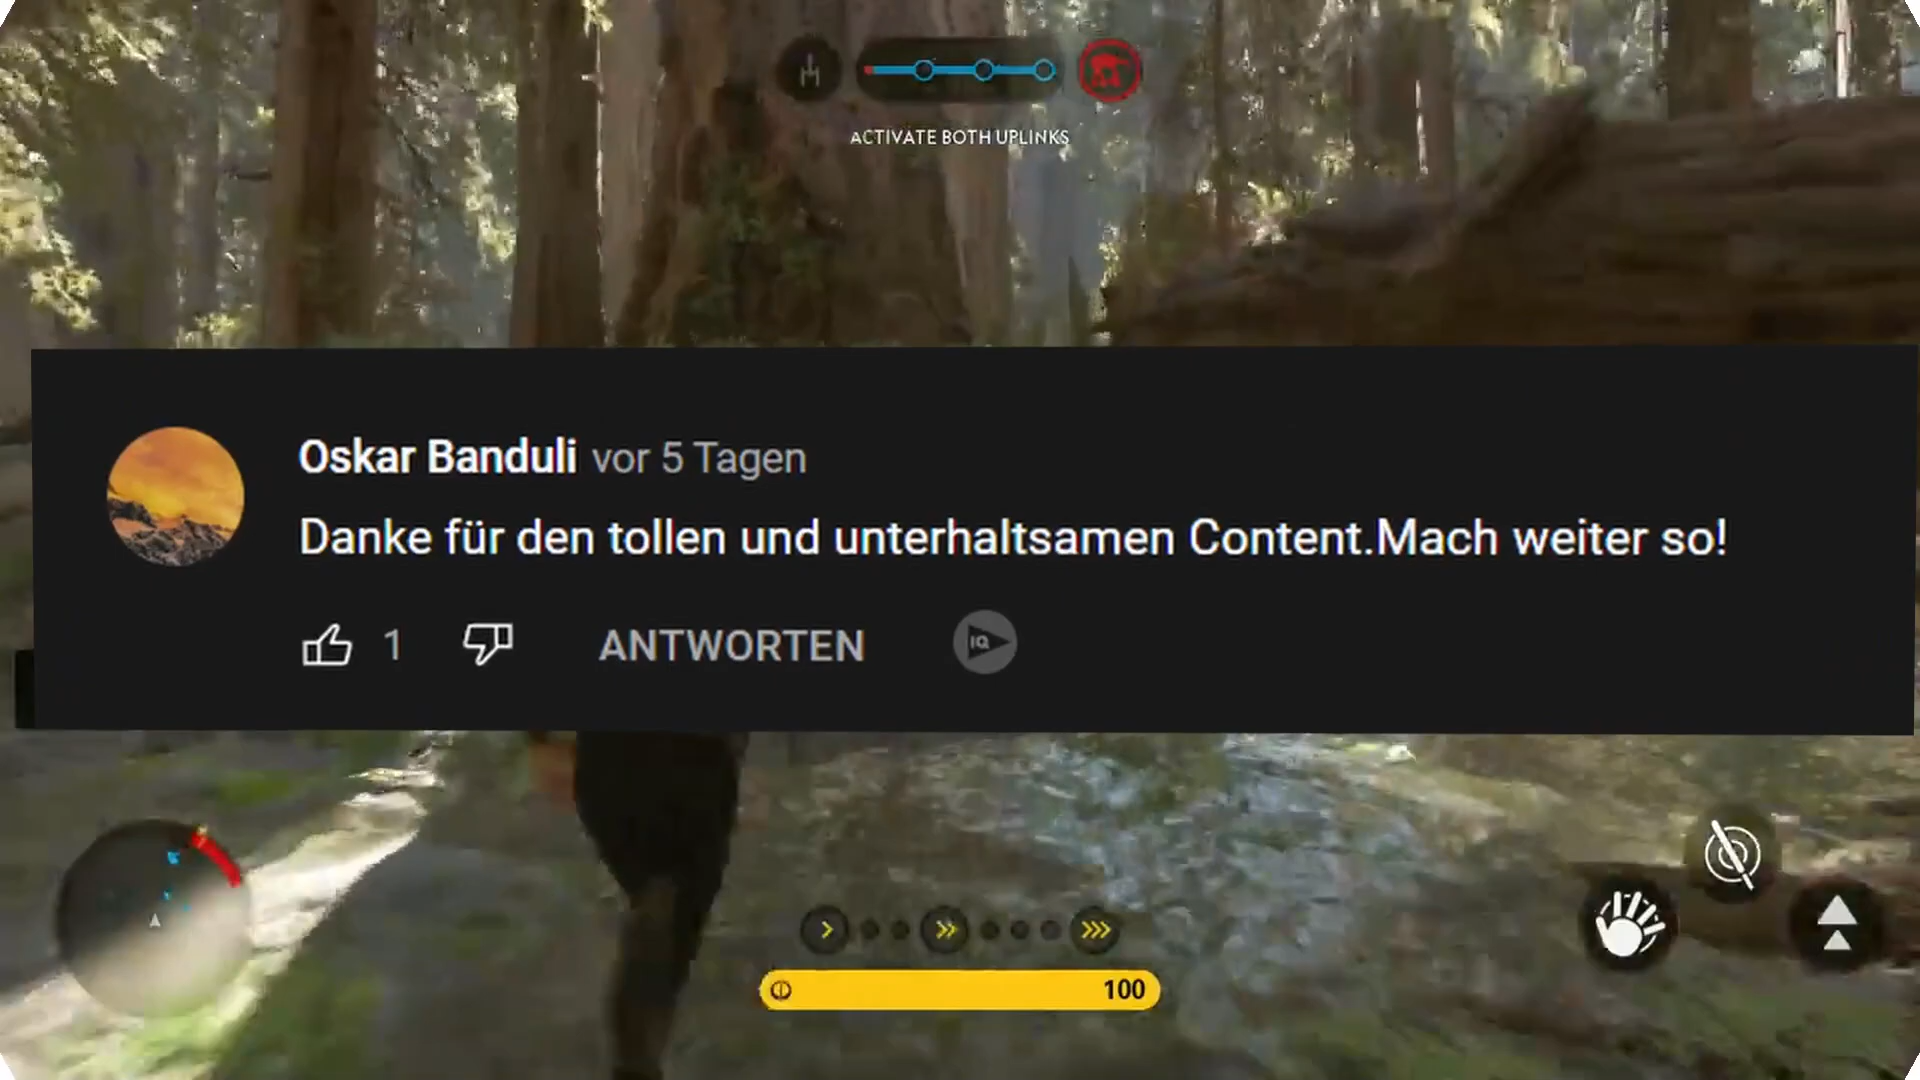 ACTIVATE BOTH UPLINKS
Oskar Banduli vor 5 Tagen
Danke für den tollen und unterhaltsamen Content.Mach weiter so!
1 ANTWORTEN IQ
100